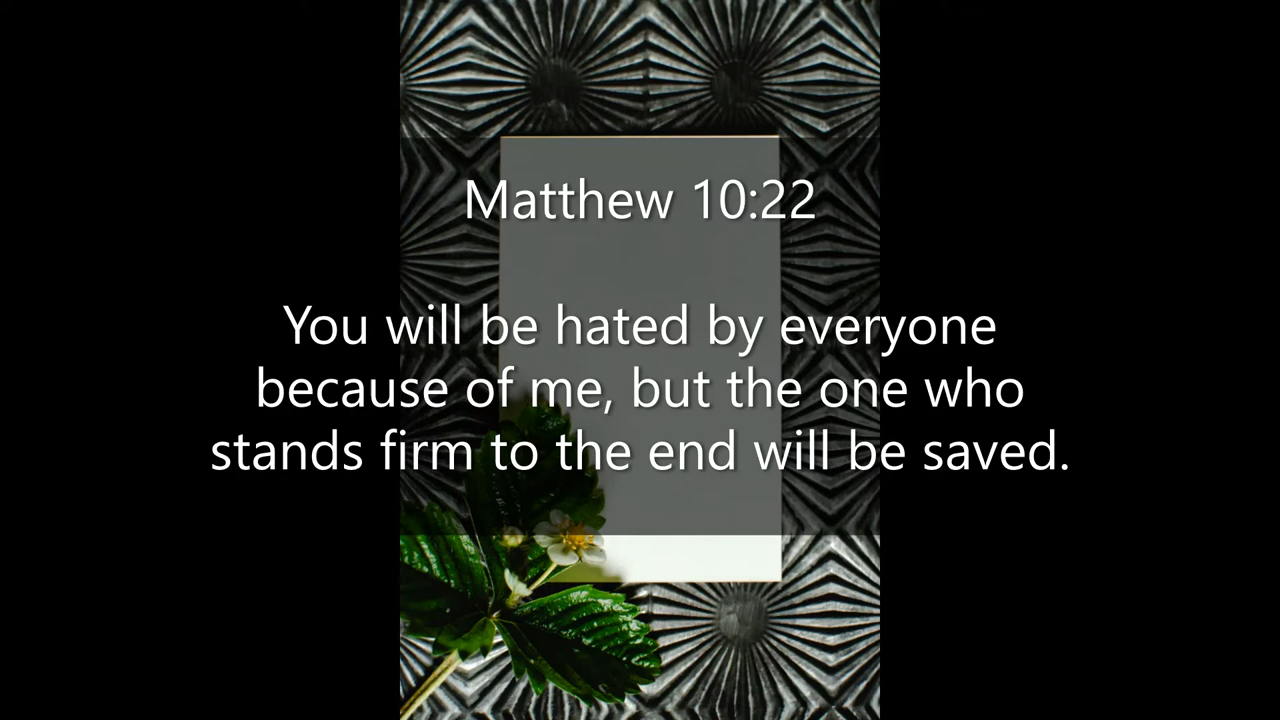 Matthew 10:22
You will be hated by everyone
because of me, but the one who
stands firm to the end will be saved.